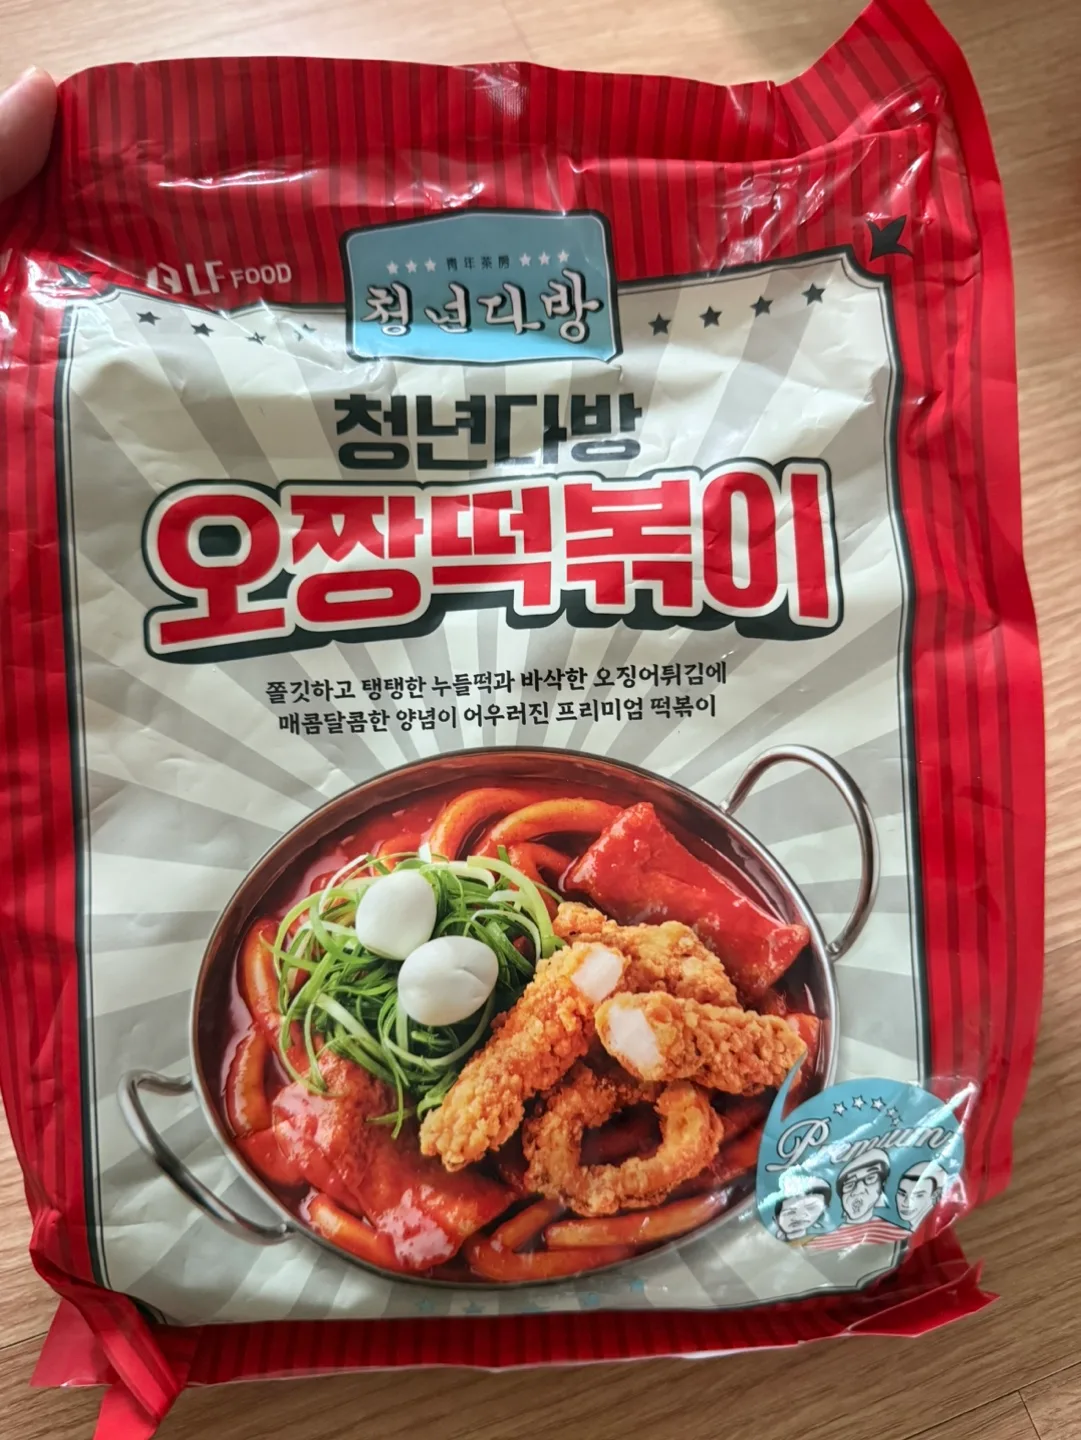 LF FOOD
靑年茶房
청년다방
청년다방
오짱떡볶이
쫄깃하고 탱탱한 누들떡과 바삭한 오징어튀김에
매콤달콤한 양념이 어우러진 프리미엄 떡볶이
Premium